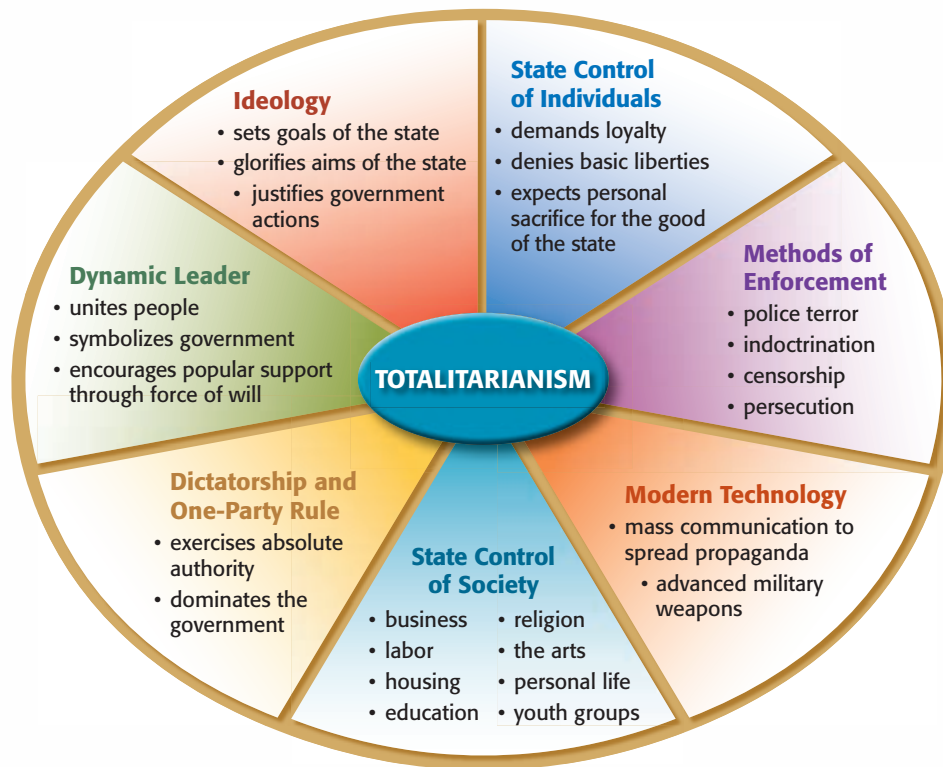 Ideology
• sets goals of the state
• glorifies aims of the state
• justifies government
actions
State Control
of Individuals
• demands loyalty
• denies basic liberties
• expects personal
sacrifice for the good
of the state
Dynamic Leader
• unites people
• symbolizes government
• encourages popular support
through force of will
TOTALITARIANISM
Methods of
Enforcement
• police terror
• indoctrination
• censorship
• persecution
Dictatorship and
One-Party Rule
• exercises absolute
authority
• dominates the
government
State Control
of Society
• business
• labor
• housing
• education
• religion
• the arts
• personal life
• youth groups
Modern Technology
• mass communication to
spread propaganda
• advanced military
weapons